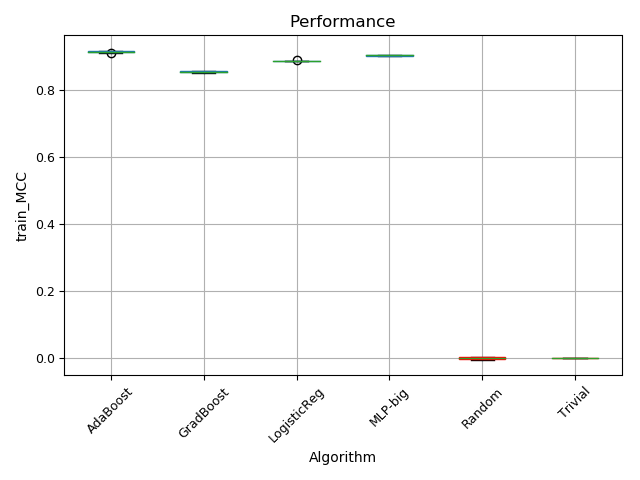 Performance
train_MCC
0.8
0.6
0.4
0.2
0.0
AdaBoost
GradBoost
LogisticReg
MLP-big
Random
Trivial
Algorithm